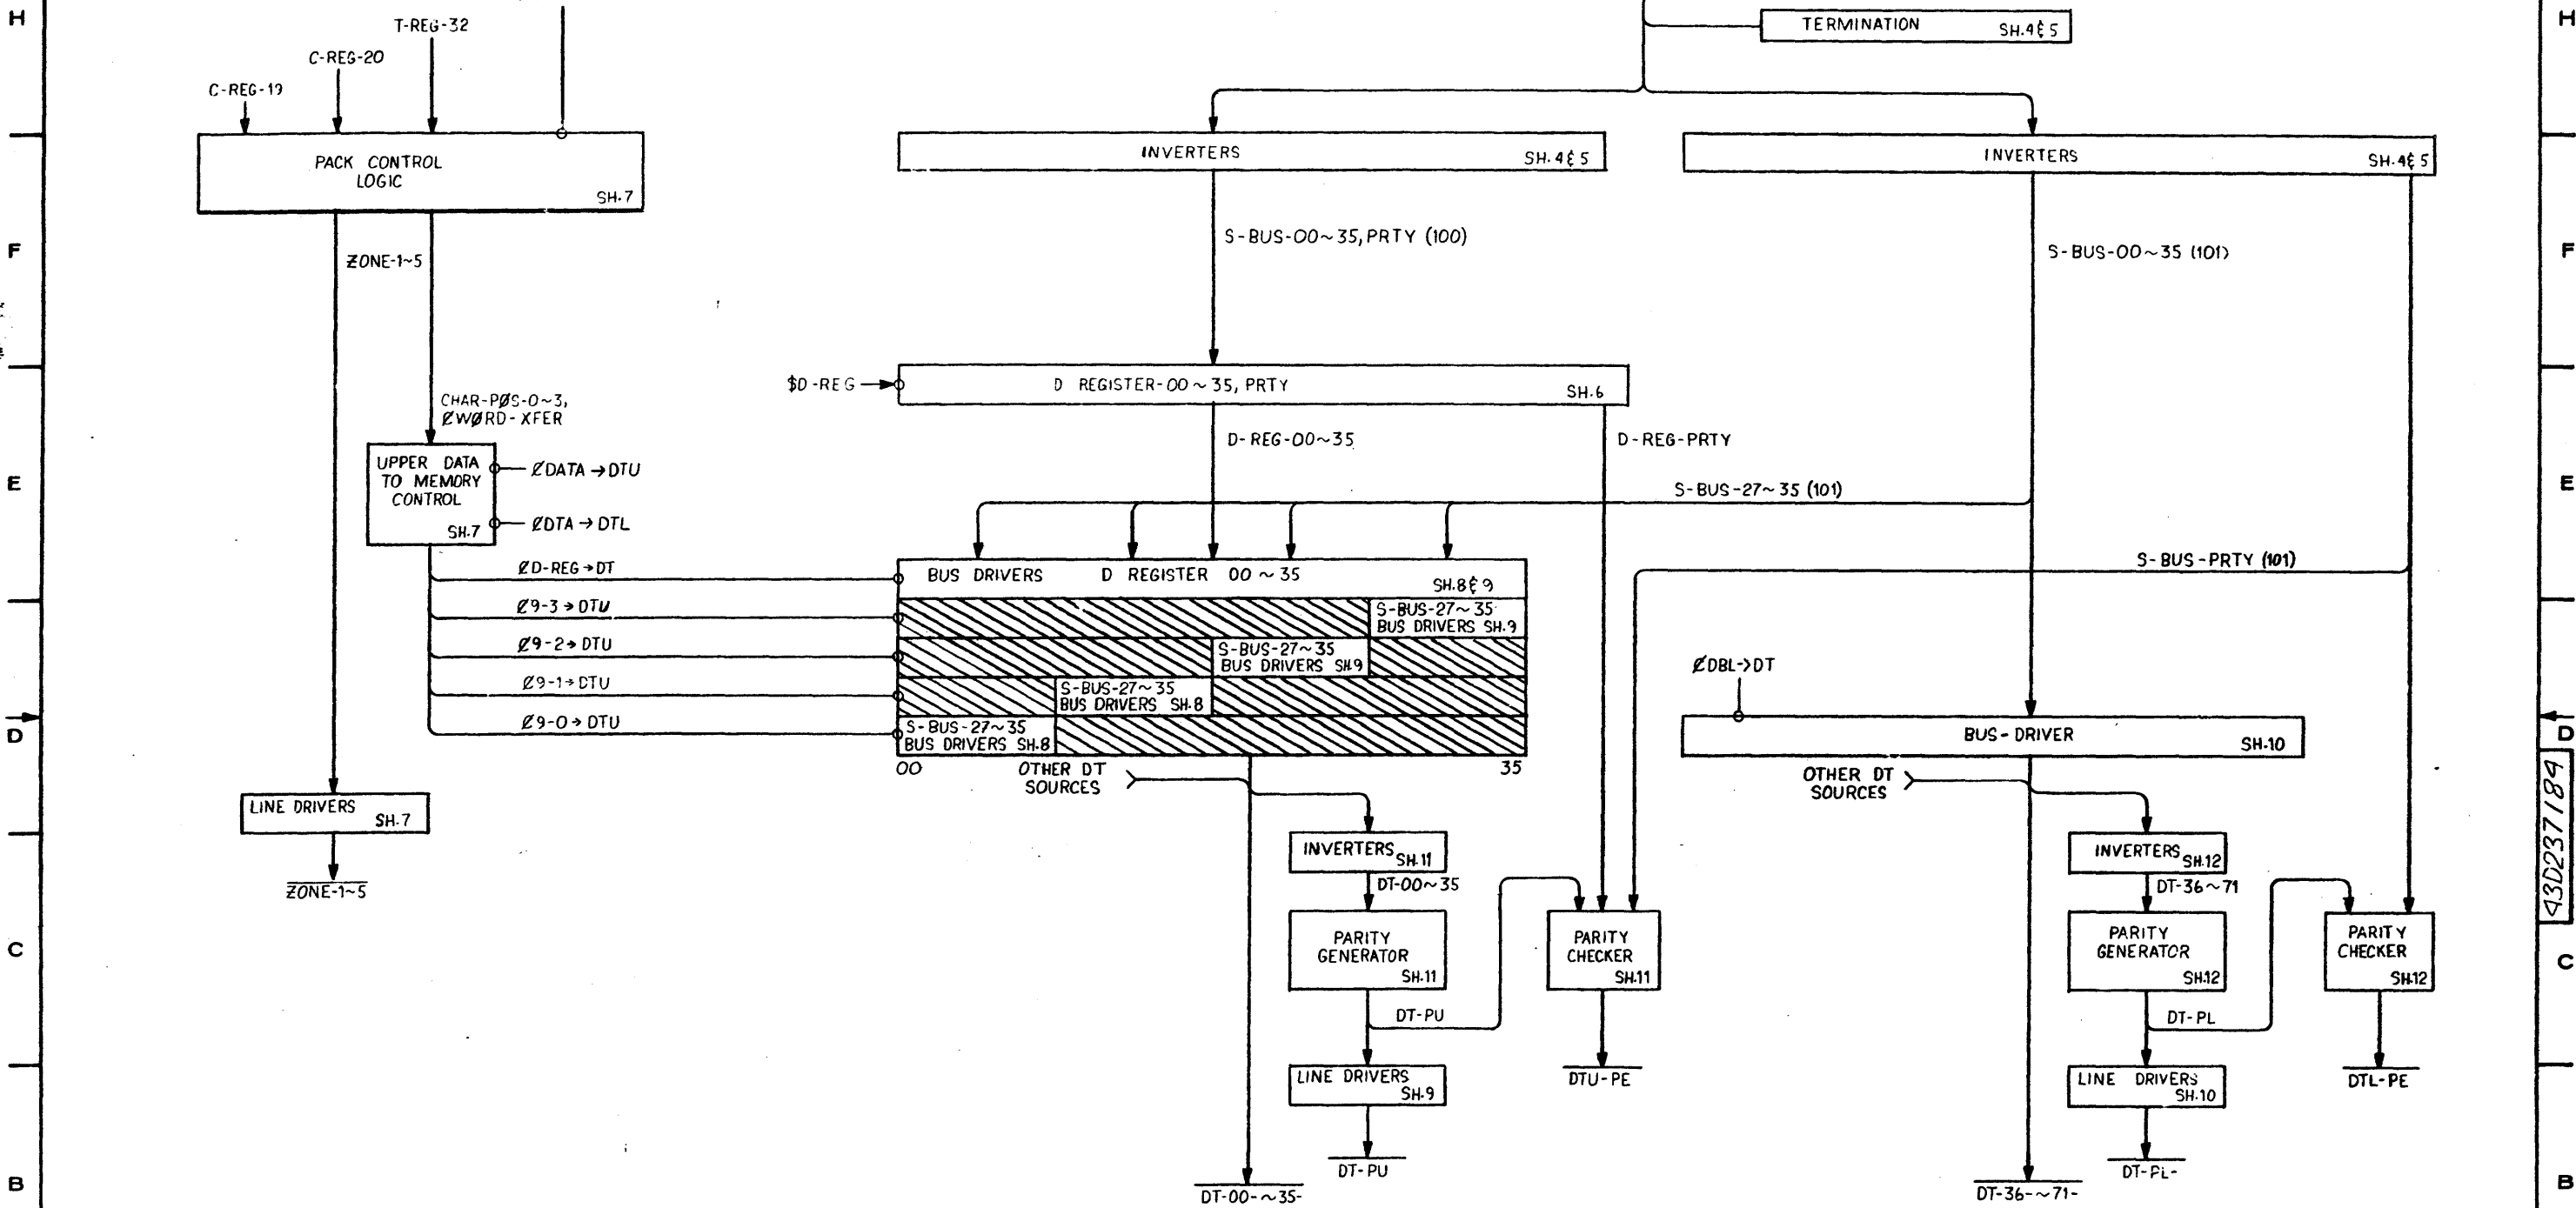 H
H
T-REG-32
TERMINATION SH.4&5
C-REG-20
C-REG-19
PACK CONTROL
LOGIC
SH.7
INVERTERS SH.4&5
INVERTERS SH.4&5
F
F
S-BUS-00~35, PRTY (100)
S-BUS-00~35 (101)
ZONE-1~5
$D-REG
D REGISTER-00~35, PRTY
SH.6
CHAR-PØS-0~3,
₡WØRD-XFER
D-REG-00~35
D-REG-PRTY
E
E
UPPER DATA
TO MEMORY
CONTROL
SH.7
₡DATA→DTU
₡DTA→DTL
S-BUS-27~35 (101)
S-BUS-PRTY (101)
₡D-REG→DT
BUS DRIVERS D REGISTER 00~35
SH.8&9
₡9-3→DTU
S-BUS-27~35
BUS DRIVERS SH.9
₡9-2→DTU
S-BUS-27~35
BUS DRIVERS SH.9
₡9-1→DTU
S-BUS-27~35
BUS DRIVERS SH.8
₡9-0→DTU
S-BUS-27~35
BUS DRIVERS SH.8
00
35
₡DBL->DT
D
D
BUS-DRIVER
SH.10
OTHER DT
SOURCES
OTHER DT
SOURCES
43D237184
LINE DRIVERS
SH.7
ZONE-1~5
INVERTERS SH.11
DT-00~35
INVERTERS SH.12
DT-36~71
C
C
PARITY
GENERATOR
SH.11
PARITY
CHECKER
SH.11
PARITY
GENERATOR
SH.12
PARITY
CHECKER
SH.12
DT-PU
DT-PL
LINE DRIVERS
SH.9
DTU-PE
LINE DRIVERS
SH.10
DTL-PE
DT-PU
DT-PL-
B
B
DT-00-~35-
DT-36-~71-